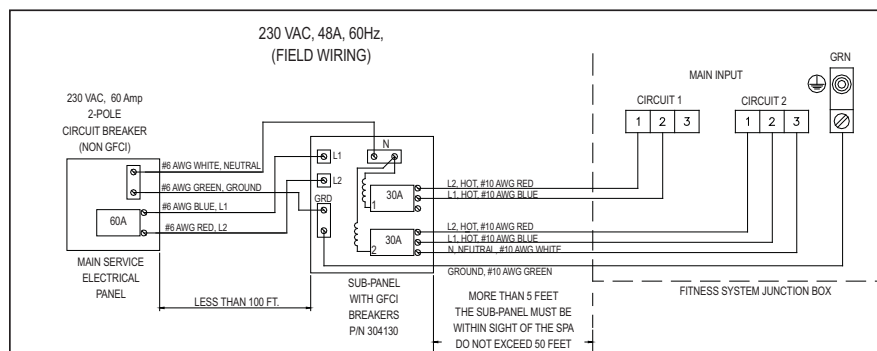 230 VAC, 48A, 60Hz,
(FIELD WIRING)
230 VAC, 60 Amp
2-POLE
CIRCUIT BREAKER
(NON GFCI)
#6 AWG WHITE, NEUTRAL
#6 AWG GREEN, GROUND
#6 AWG BLUE, L1
60A
#6 AWG RED, L2
MAIN SERVICE
ELECTRICAL
PANEL
LESS THAN 100 FT.
N
L1
L2
GRD
30A
1
30A
2
SUB-PANEL
WITH GFCI
BREAKERS
P/N 304130
L2, HOT, #10 AWG RED
L1, HOT, #10 AWG BLUE
L2, HOT, #10 AWG RED
L1, HOT, #10 AWG BLUE
N, NEUTRAL, #10 AWG WHITE
GROUND, #10 AWG GREEN
MORE THAN 5 FEET
THE SUB-PANEL MUST BE
WITHIN SIGHT OF THE SPA
DO NOT EXCEED 50 FEET
MAIN INPUT
CIRCUIT 1
1 2 3
CIRCUIT 2
1 2 3
GRN
FITNESS SYSTEM JUNCTION BOX